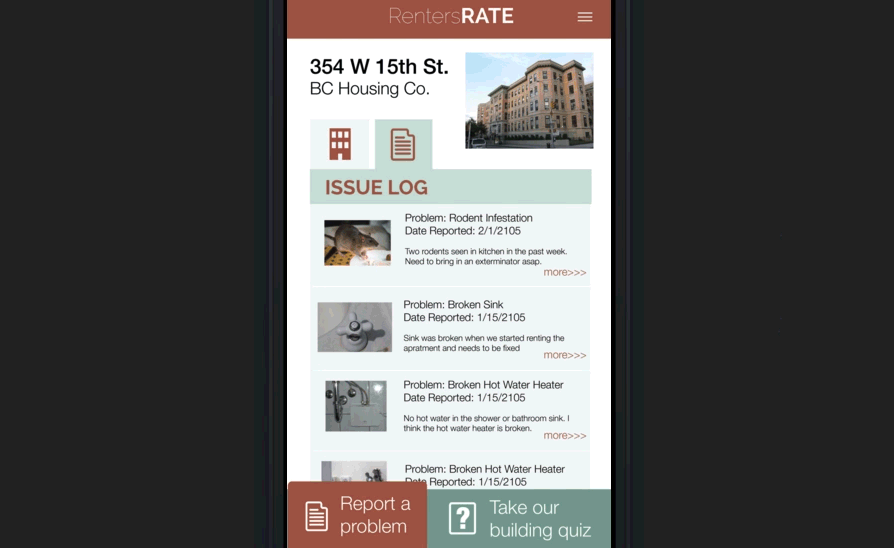 RentersRATE
354 W 15th St.
BC Housing Co.
ISSUE LOG
Problem: Rodent Infestation
Date Reported: 2/1/2105
Two rodents seen in kitchen in the past week.
Need to bring in an exterminator asap.
more>>>
Problem: Broken Sink
Date Reported: 1/15/2105
Sink was broken when we started renting the
apratment and needs to be fixed
more>>>
Problem: Broken Hot Water Heater
Date Reported: 1/15/2105
No hot water in the shower or bathroom sink. I
think the hot water heater is broken.
more>>>
Problem: Broken Hot Water Heater
Date Reported: 1/15/2105
Report a
problem
Take our
building quiz